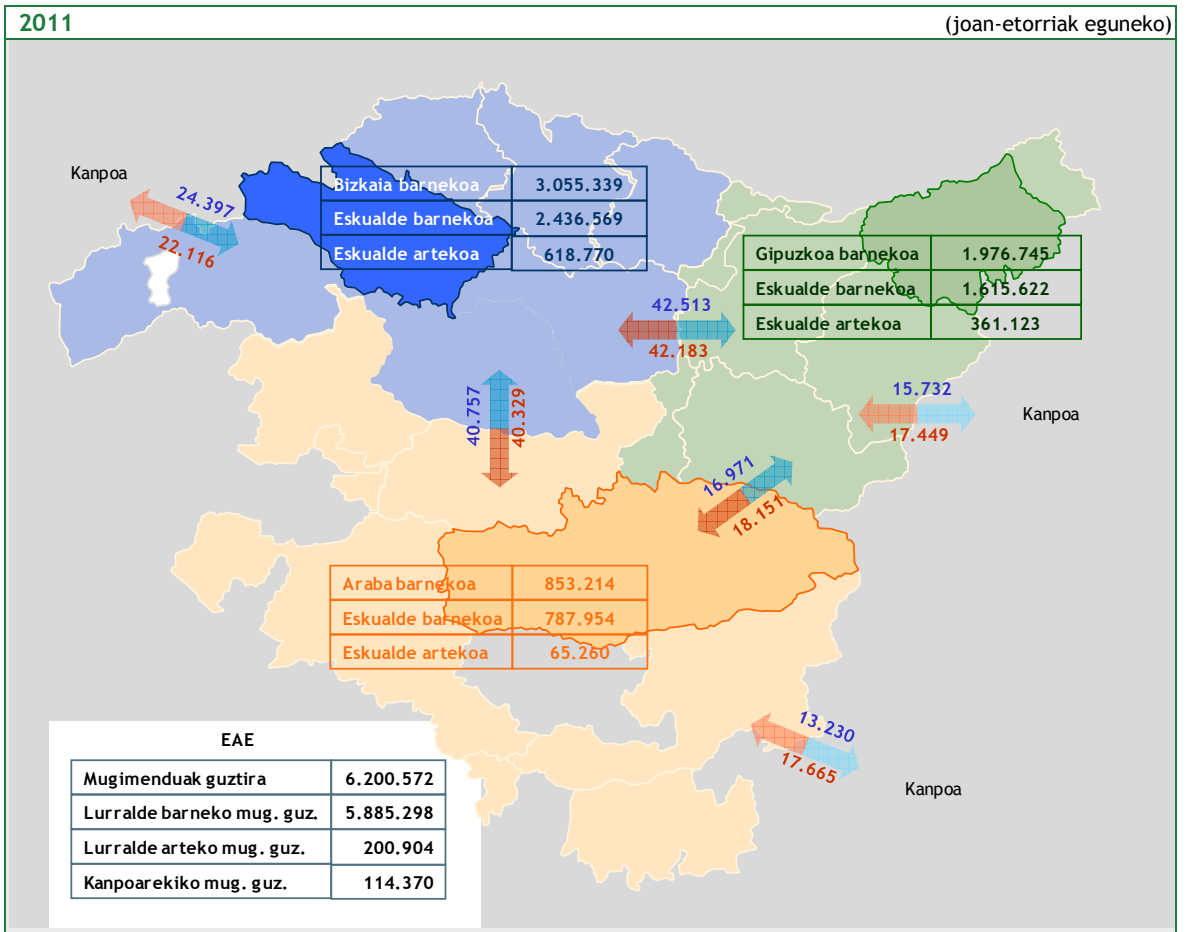 2011 (joan-etorriak eguneko)
Kanpoa
24.397
22.116
Bizkaia barnekoa 3.055.339
Eskualde barnekoa 2.436.569
Eskualde artekoa 618.770
Gipuzkoa barnekoa 1.976.745
Eskualde barnekoa 1.615.622
Eskualde artekoa 361.123
42.513
42.183
40.757
40.329
15.732
17.449
Kanpoa
16.971
18.151
Araba barnekoa 853.214
Eskualde barnekoa 787.954
Eskualde artekoa 65.260
13.230
17.665
Kanpoa
EAE
Mugimenduak guztira 6.200.572
Lurralde barneko mug. guz. 5.885.298
Lurralde arteko mug. guz. 200.904
Kanpoarekiko mug. guz. 114.370